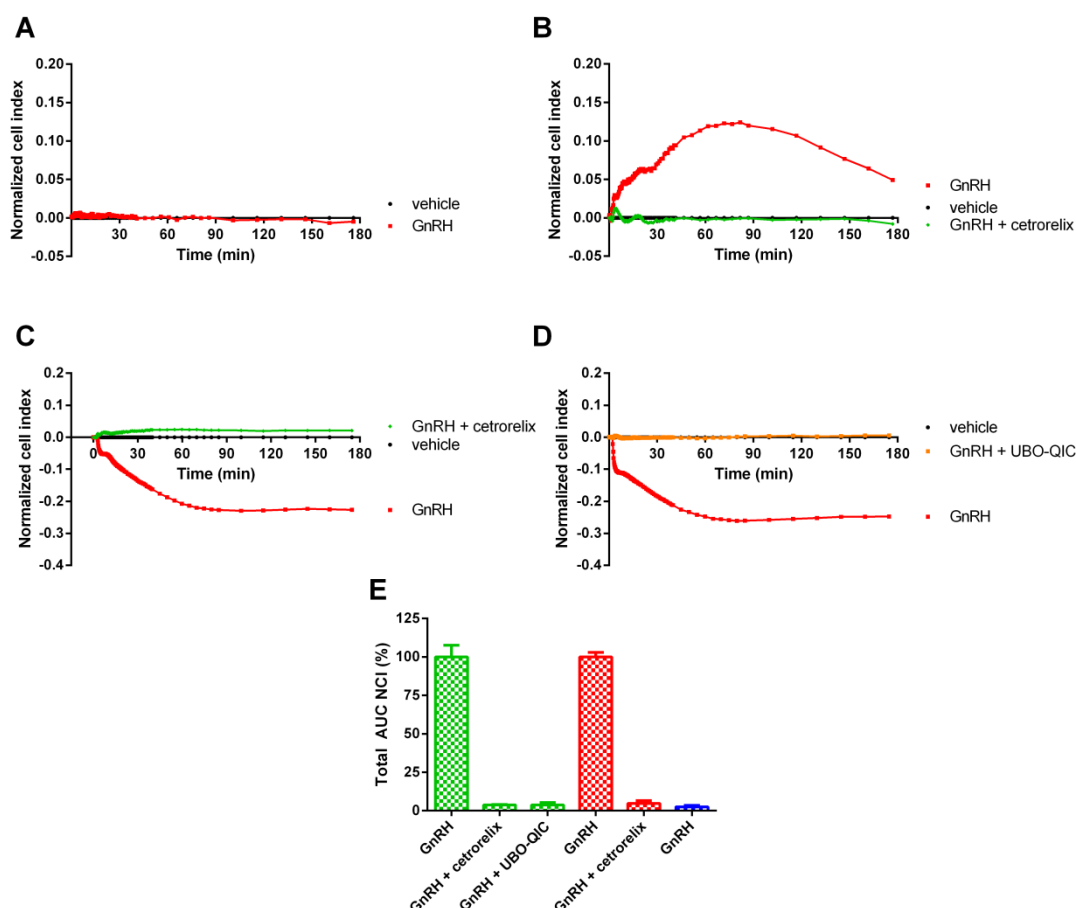 A
Normalized cell index
0.20
0.15
0.10
0.05
0.00
-0.05
30 60 90 120 150 180
Time (min)
vehicle
GnRH
B
Normalized cell index
0.20
0.15
0.10
0.05
0.00
-0.05
30 60 90 120 150 180
Time (min)
GnRH
vehicle
GnRH + cetrorelix
C
Normalized cell index
0.2
0.1
0.0
-0.1
-0.2
-0.3
-0.4
0 30 60 90 120 150 180
Time (min)
GnRH + cetrorelix
vehicle
GnRH
D
Normalized cell index
0.2
0.1
0.0
-0.1
-0.2
-0.3
-0.4
30 60 90 120 150 180
Time (min)
vehicle
GnRH + UBO-QIC
GnRH
E
Total AUC NCI (%)
125
100
75
50
25
0
GnRH
GnRH + cetrorelix
GnRH + UBO-QIC
GnRH
GnRH + cetrorelix
GnRH